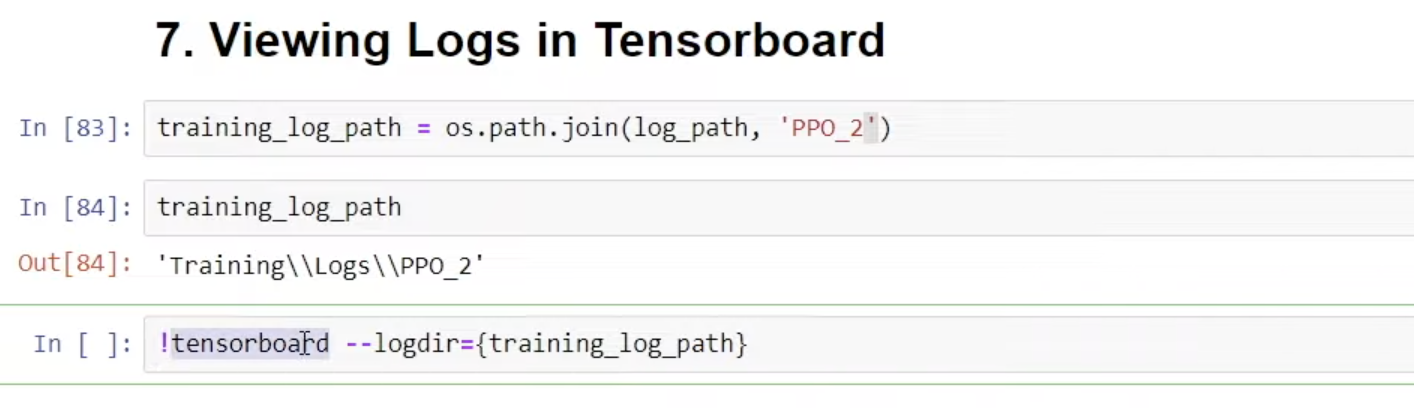 7. Viewing Logs in Tensorboard
In [83]: training_log_path = os.path.join(log_path, 'PPO_2')
In [84]: training_log_path
Out[84]: 'Training\\Logs\\PPO_2'
In [ ]: !tensorboard --logdir={training_log_path}